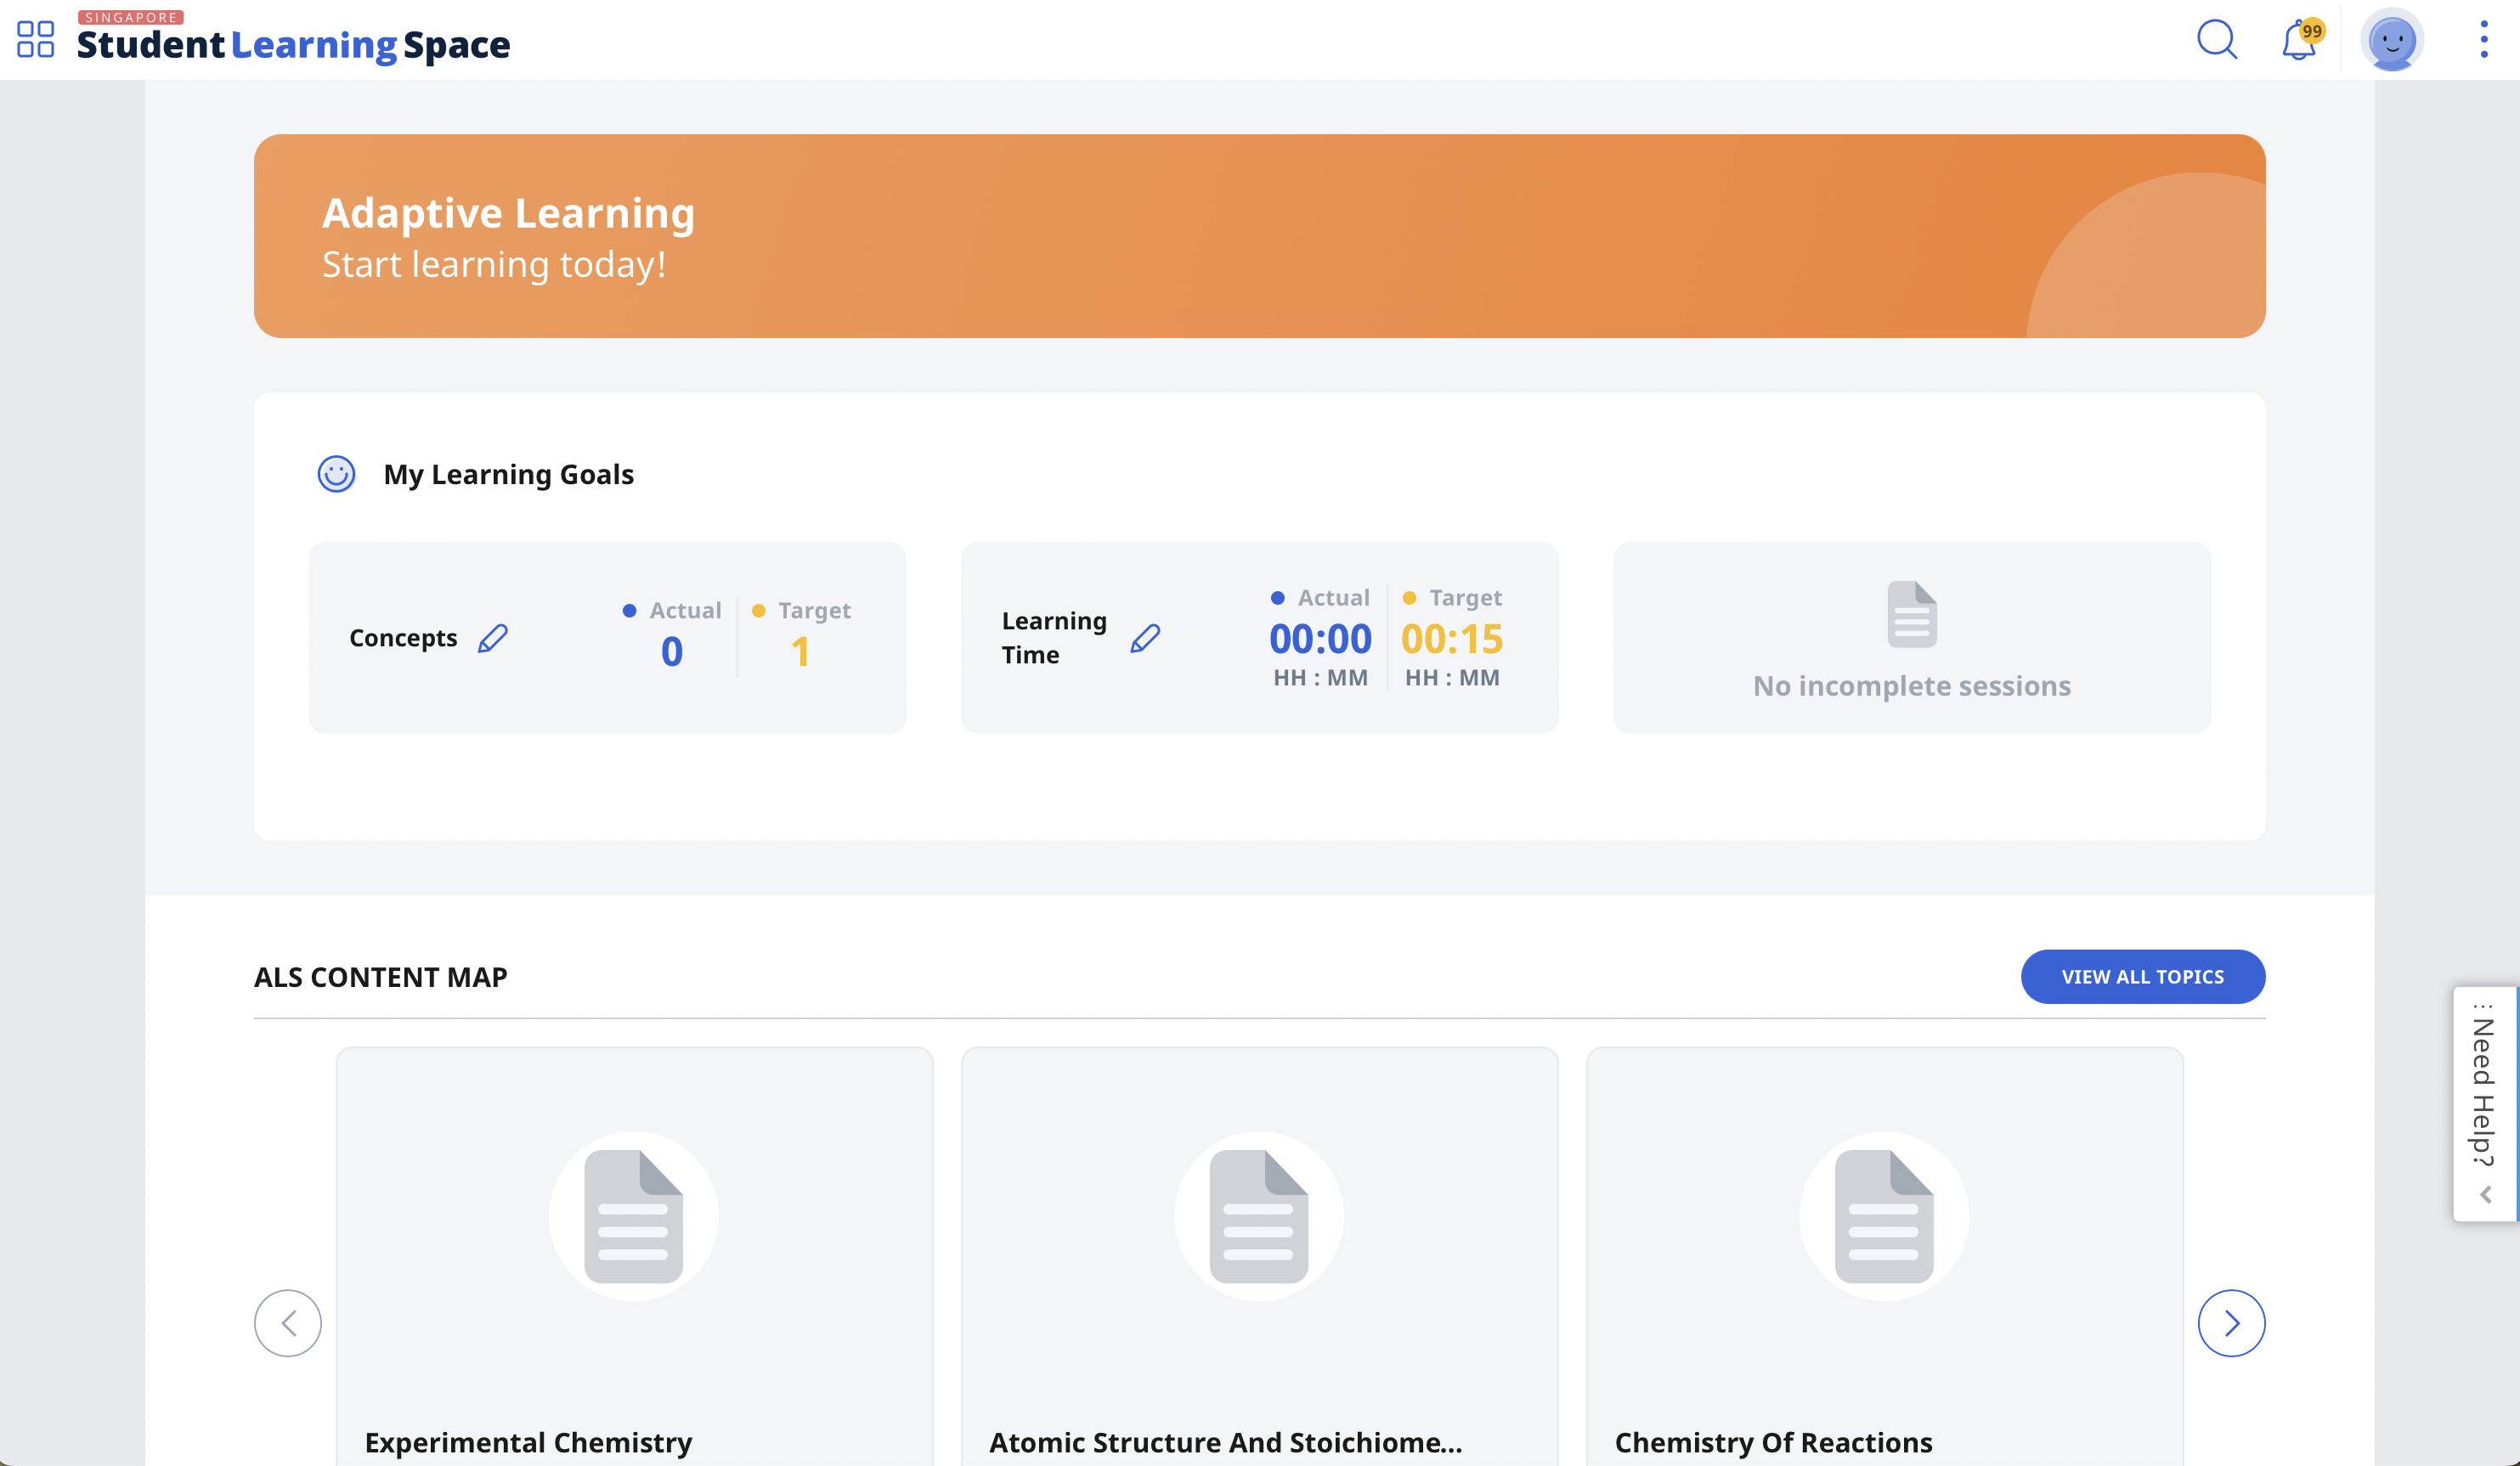 SINGAPORE
Student Learning Space
99
Adaptive Learning
Start learning today!
My Learning Goals
Concepts
Actual
0
Target
1
Learning
Time
Actual
00:00
HH : MM
Target
00:15
HH : MM
No incomplete sessions
ALS CONTENT MAP
VIEW ALL TOPICS
Need Help?
Experimental Chemistry
Atomic Structure And Stoichiome...
Chemistry Of Reactions